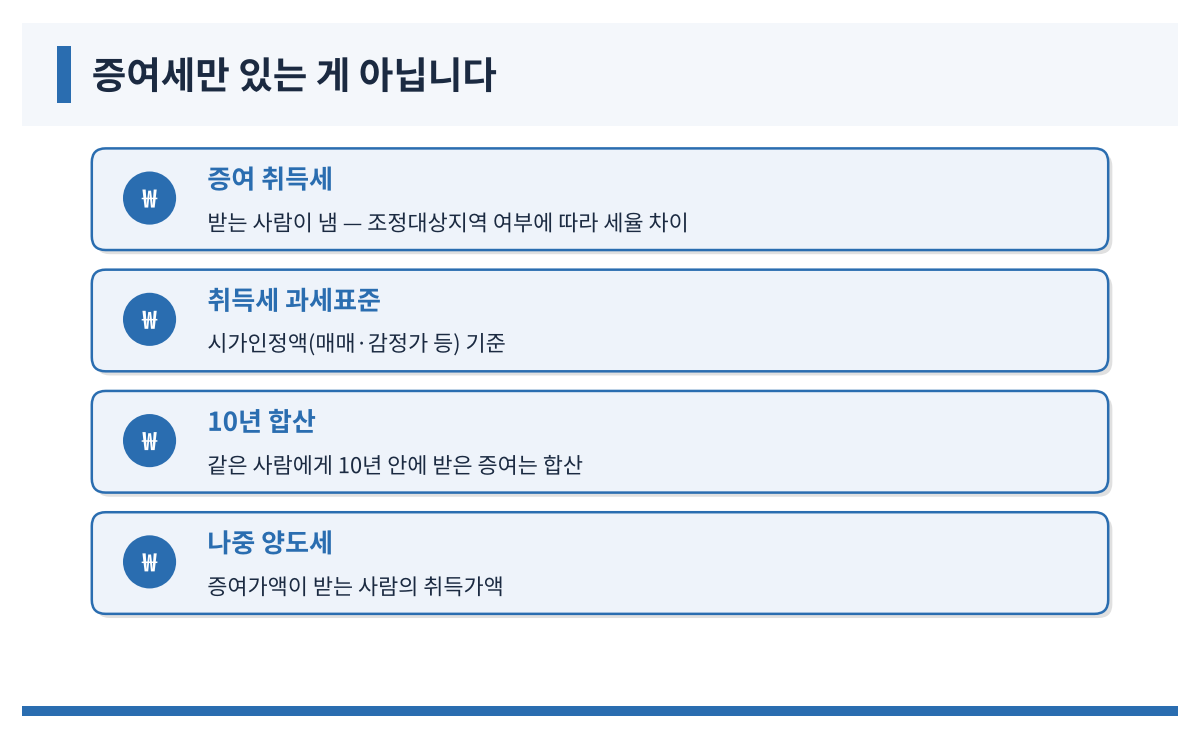 증여세만 있는 게 아닙니다
₩
증여 취득세
받는 사람이 냄 — 조정대상지역 여부에 따라 세율 차이
₩
취득세 과세표준
시가인정액(매매·감정가 등) 기준
₩
10년 합산
같은 사람에게 10년 안에 받은 증여는 합산
₩
나중 양도세
증여가액이 받는 사람의 취득가액